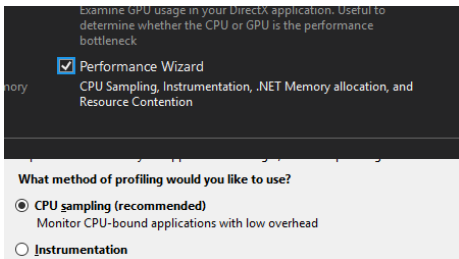 Examine GPU usage in your DirectX application. Useful to
determine whether the CPU or GPU is the performance
bottleneck
Performance Wizard
CPU Sampling, Instrumentation, .NET Memory allocation, and
Resource Contention
What method of profiling would you like to use?
CPU sampling (recommended)
Monitor CPU-bound applications with low overhead
Instrumentation